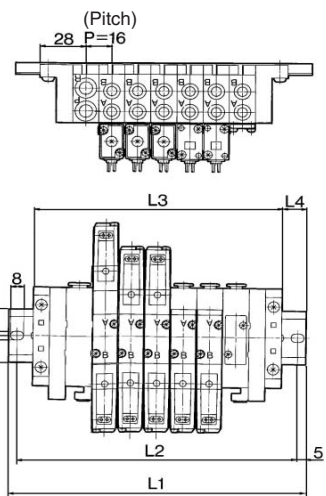 (Pitch)
28 P=16
B B B B B B
A A A A A
L3 L4
8
A A A A
B B B B
L2 5
L1